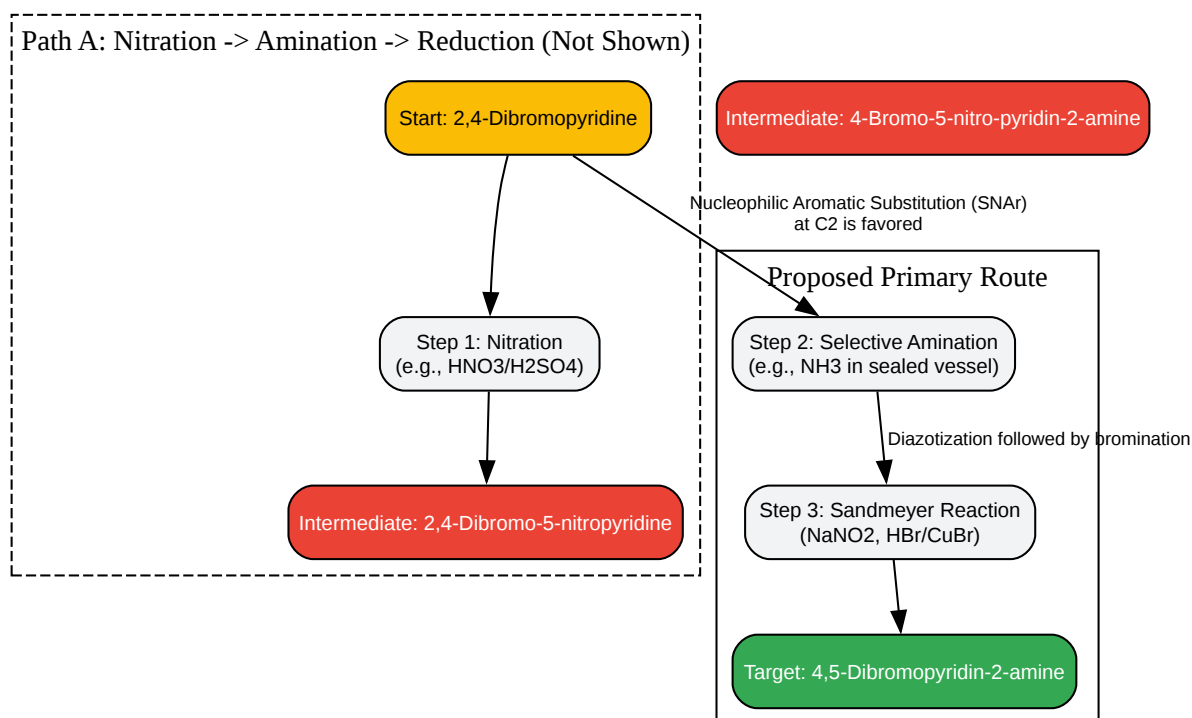 Path A: Nitration -> Amination -> Reduction (Not Shown)
Start: 2,4-Dibromopyridine
Intermediate: 4-Bromo-5-nitro-pyridin-2-amine
Nucleophilic Aromatic Substitution (SNAr)
at C2 is favored
Proposed Primary Route
Step 1: Nitration
(e.g., HNO3/H2SO4)
Step 2: Selective Amination
(e.g., NH3 in sealed vessel)
Diazotization followed by bromination
Intermediate: 2,4-Dibromo-5-nitropyridine
Step 3: Sandmeyer Reaction
(NaNO2, HBr/CuBr)
Target: 4,5-Dibromopyridin-2-amine